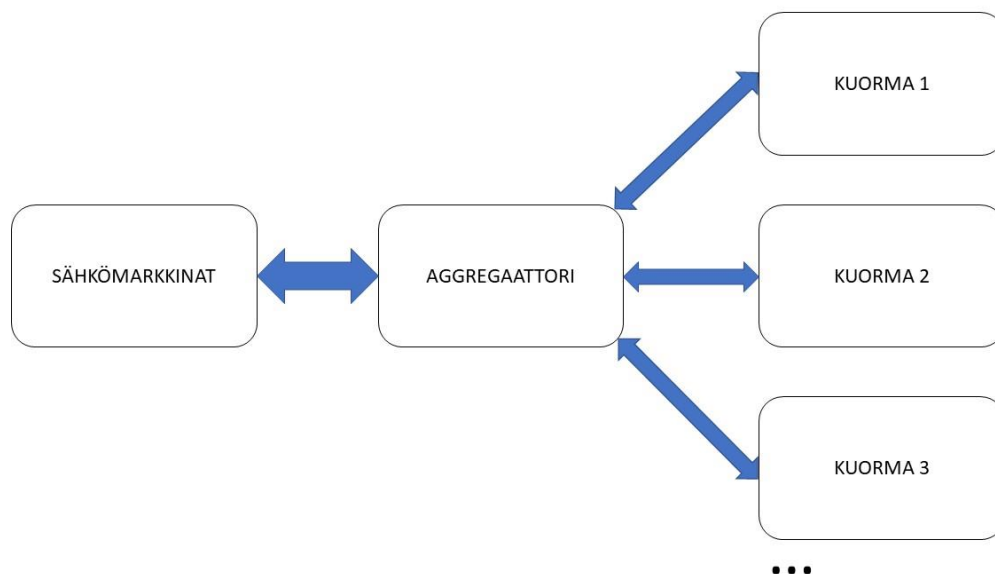 KUORMA 1
SÄHKÖMARKKINAT
AGGREGAATTORI
KUORMA 2
KUORMA 3
...